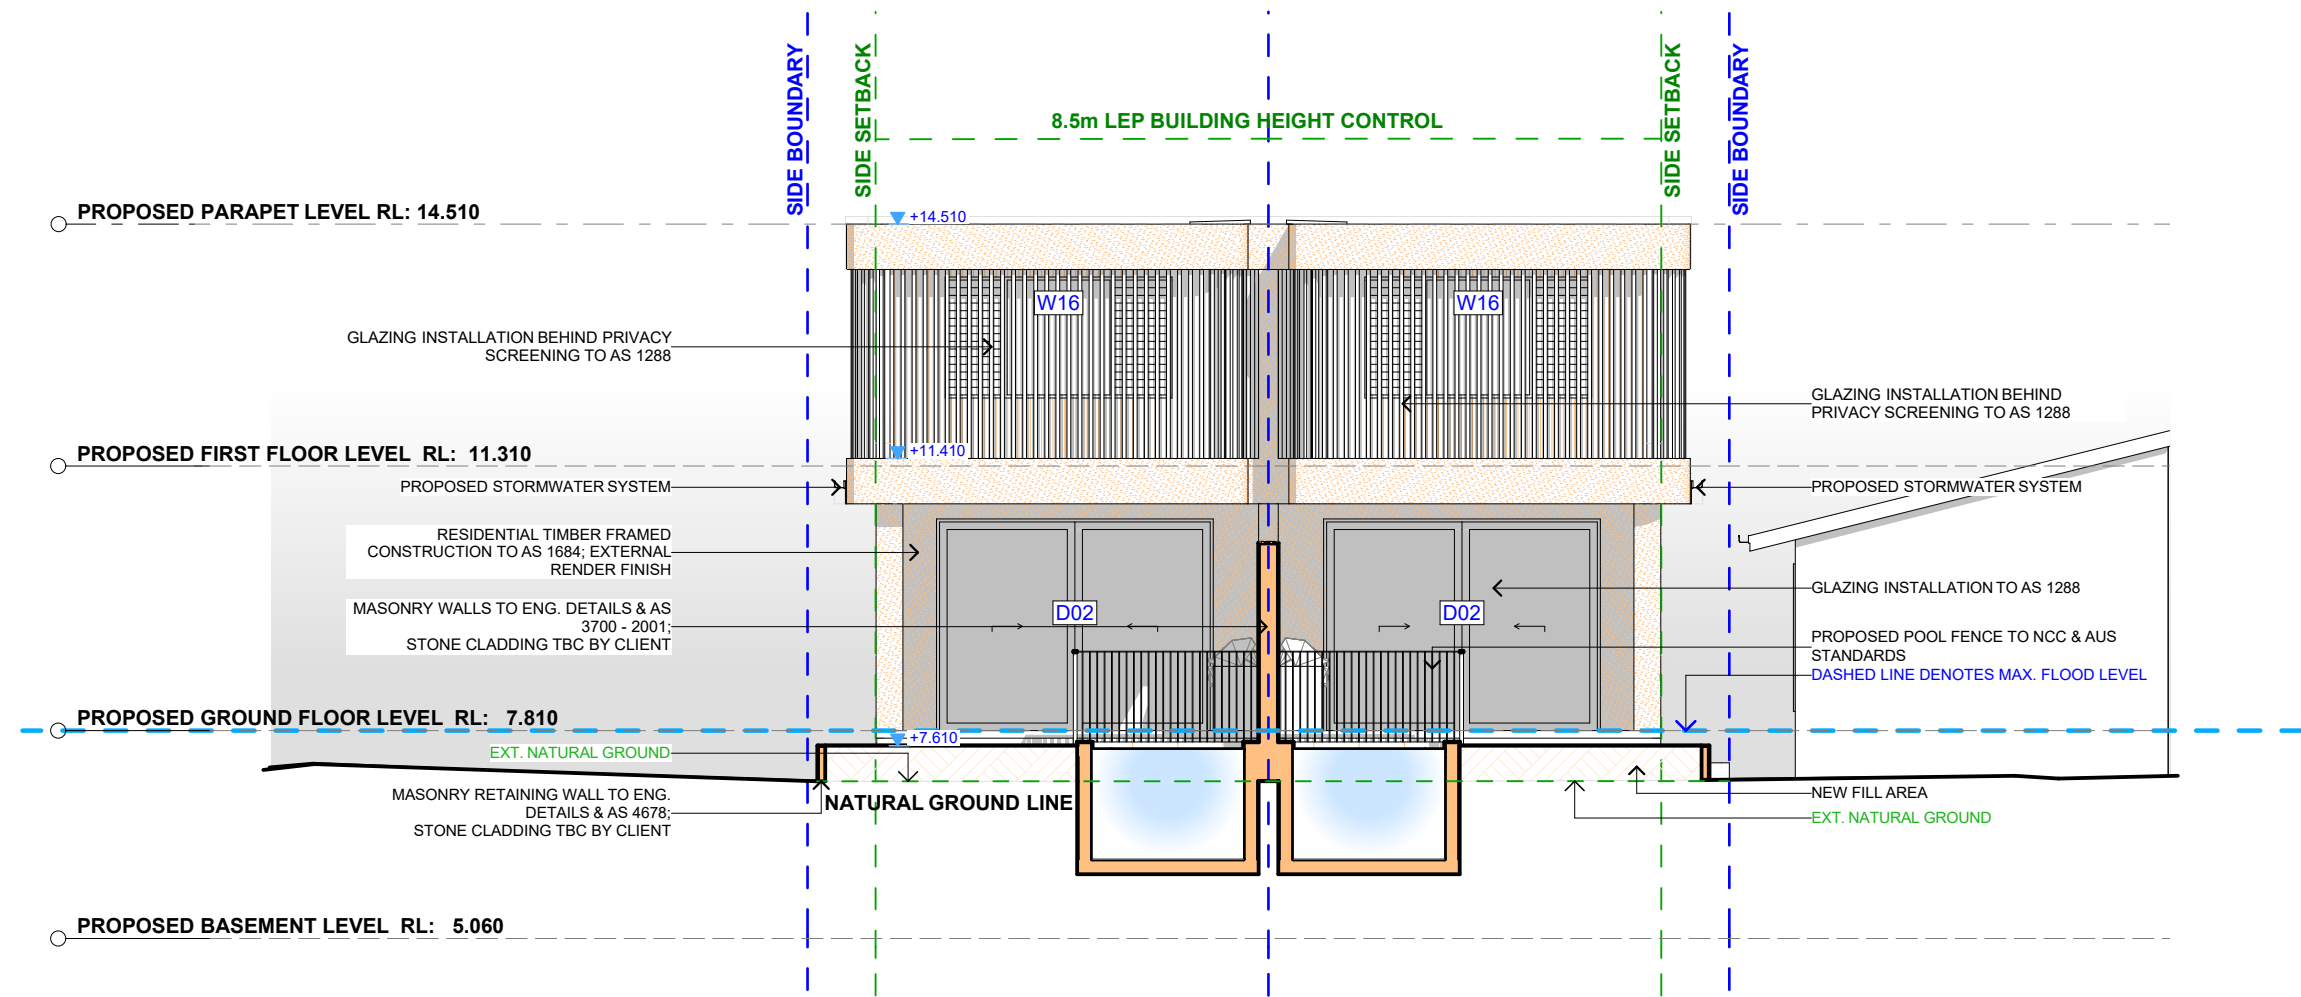 SIDE BOUNDARY
SIDE SETBACK
8.5m LEP BUILDING HEIGHT CONTROL
SIDE SETBACK
SIDE BOUNDARY
PROPOSED PARAPET LEVEL RL: 14.510
+14.510
W16
W16
GLAZING INSTALLATION BEHIND PRIVACY
SCREENING TO AS 1288
GLAZING INSTALLATION BEHIND
PRIVACY SCREENING TO AS 1288
PROPOSED FIRST FLOOR LEVEL RL: 11.310
+11.410
PROPOSED STORMWATER SYSTEM
PROPOSED STORMWATER SYSTEM
RESIDENTIAL TIMBER FRAMED
CONSTRUCTION TO AS 1684; EXTERNAL
RENDER FINISH
GLAZING INSTALLATION TO AS 1288
MASONRY WALLS TO ENG. DETAILS & AS
3700 - 2001;
STONE CLADDING TBC BY CLIENT
D02
D02
PROPOSED POOL FENCE TO NCC & AUS
STANDARDS
DASHED LINE DENOTES MAX. FLOOD LEVEL
PROPOSED GROUND FLOOR LEVEL RL: 7.810
+7.610
EXT. NATURAL GROUND
MASONRY RETAINING WALL TO ENG.
DETAILS & AS 4678;
STONE CLADDING TBC BY CLIENT
NATURAL GROUND LINE
NEW FILL AREA
EXT. NATURAL GROUND
PROPOSED BASEMENT LEVEL RL: 5.060